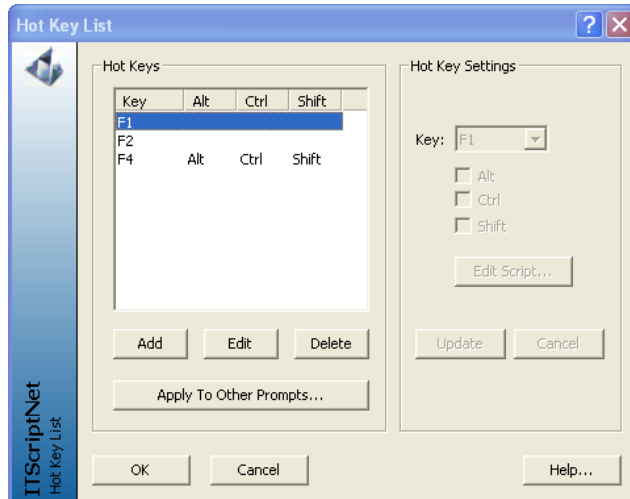 Hot Key List
Hot Keys
Key Alt Ctrl Shift
F1
F2
F4 Alt Ctrl Shift
Add Edit Delete
Apply To Other Prompts...
Hot Key Settings
Key: F1
Alt
Ctrl
Shift
Edit Script...
Update Cancel
OK Cancel Help...
ITScriptNet
Hot Key List